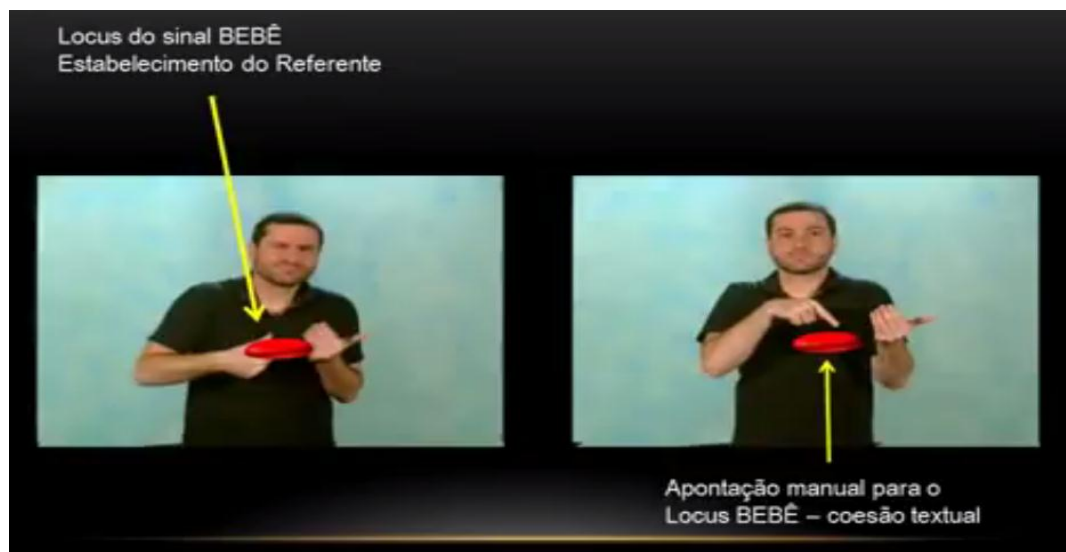 Locus do sinal BEBÊ
Estabelecimento do Referente
Apontação manual para o
Locus BEBÊ – coesão textual